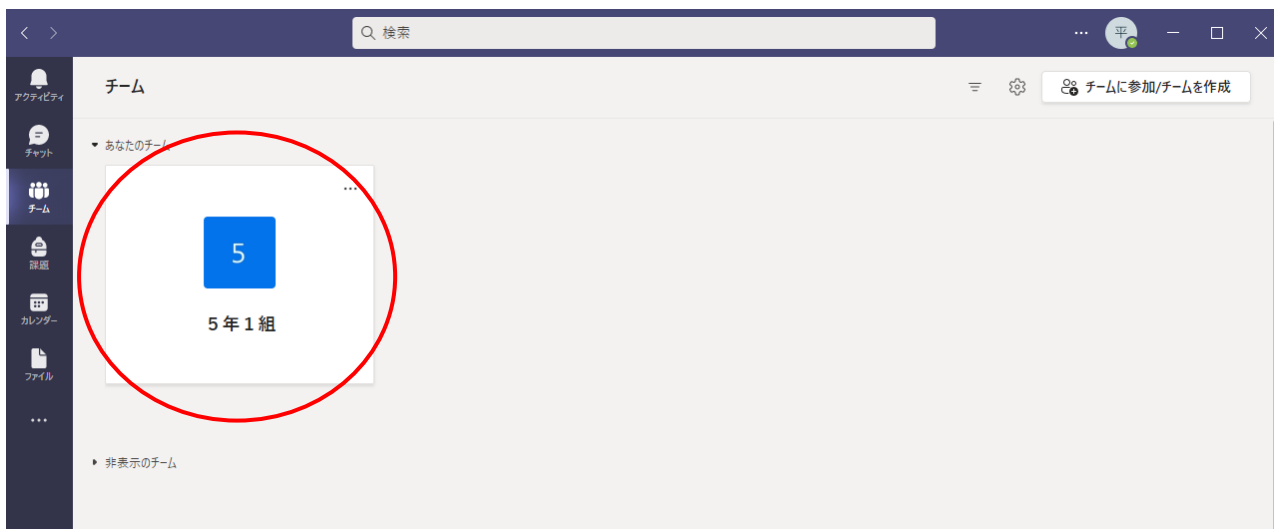 検索
…
平
アクティビティ
チーム
チームに参加/チームを作成
チャット
あなたのチーム
チーム
…
5
課題
カレンダー
5年1組
ファイル
…
非表示のチーム